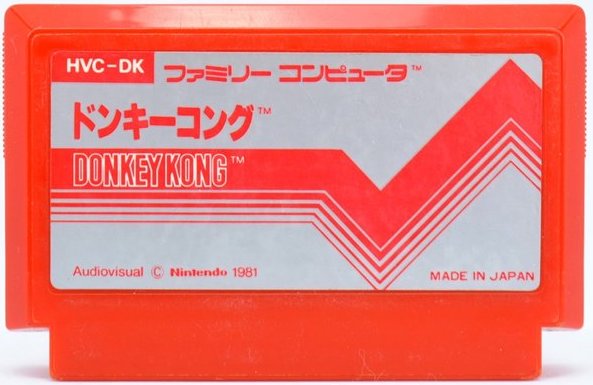 HVC-DK ファミリー コンピュータ™
ドンキーコング™
DONKEY KONG™
Audiovisual © Nintendo 1981
MADE IN JAPAN